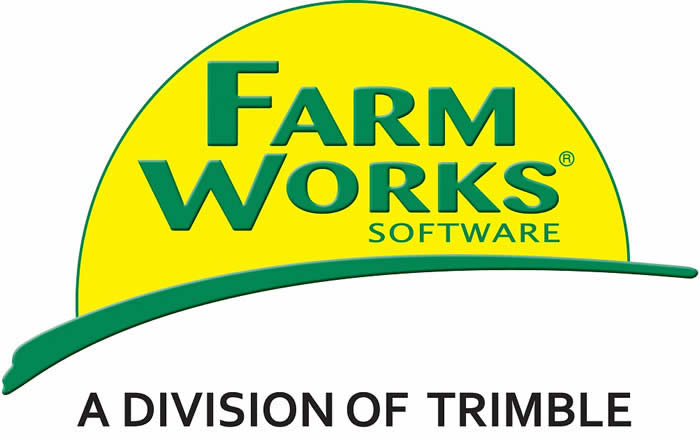 FARM
WORKS®
SOFTWARE
A DIVISION OF TRIMBLE